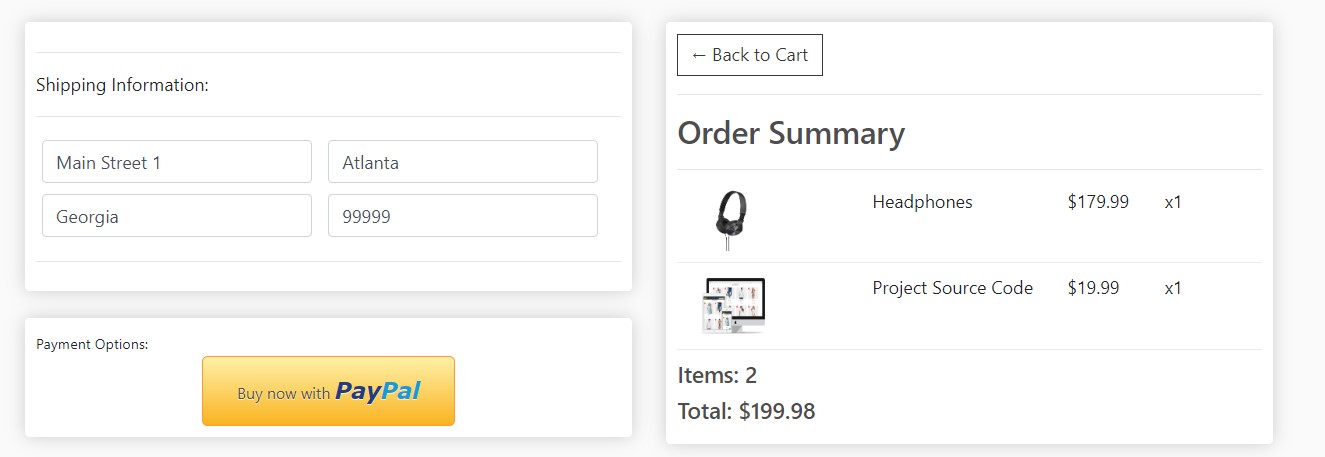 Shipping Information:
Main Street 1
Atlanta
Georgia
99999
Payment Options:
Buy now with PayPal
← Back to Cart
Order Summary
Headphones $179.99 x1
Project Source Code $19.99 x1
Items: 2
Total: $199.98